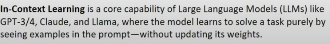 In-Context Learning is a core capability of Large Language Models (LLMs) like
GPT-3/4, Claude, and Llama, where the model learns to solve a task purely by
seeing examples in the prompt—without updating its weights.